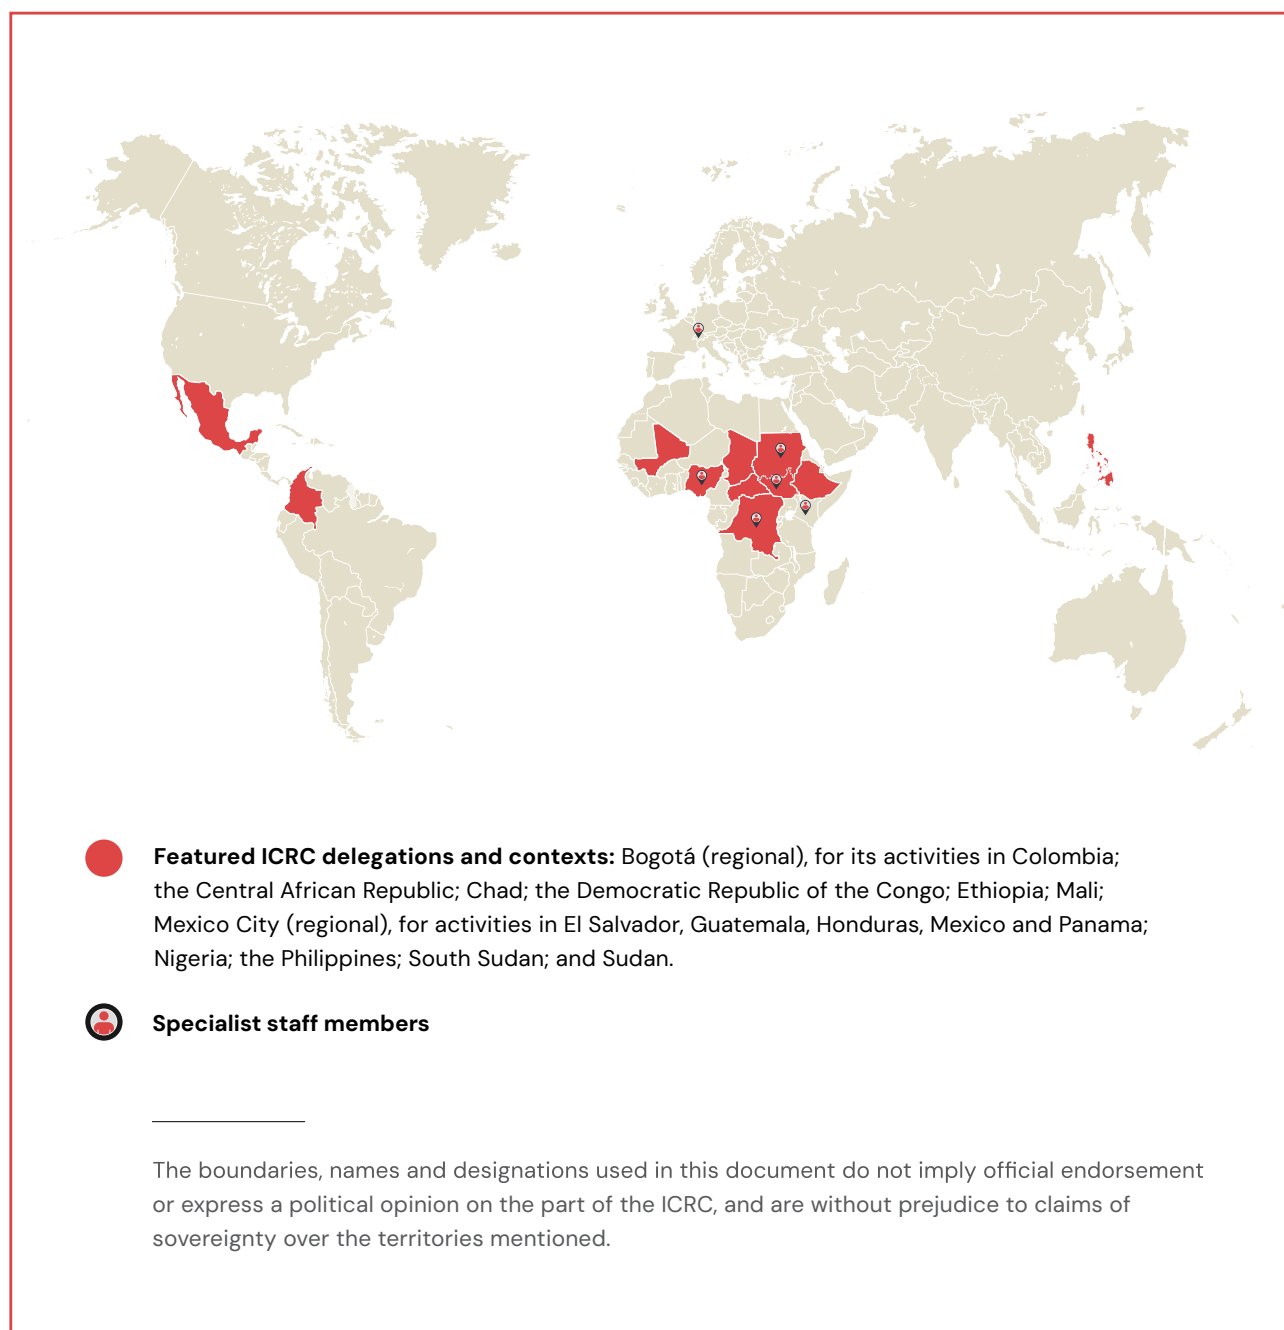 Featured ICRC delegations and contexts: Bogotá (regional), for its activities in Colombia;
the Central African Republic; Chad; the Democratic Republic of the Congo; Ethiopia; Mali;
Mexico City (regional), for activities in El Salvador, Guatemala, Honduras, Mexico and Panama;
Nigeria; the Philippines; South Sudan; and Sudan.
Specialist staff members
The boundaries, names and designations used in this document do not imply official endorsement
or express a political opinion on the part of the ICRC, and are without prejudice to claims of
sovereignty over the territories mentioned.